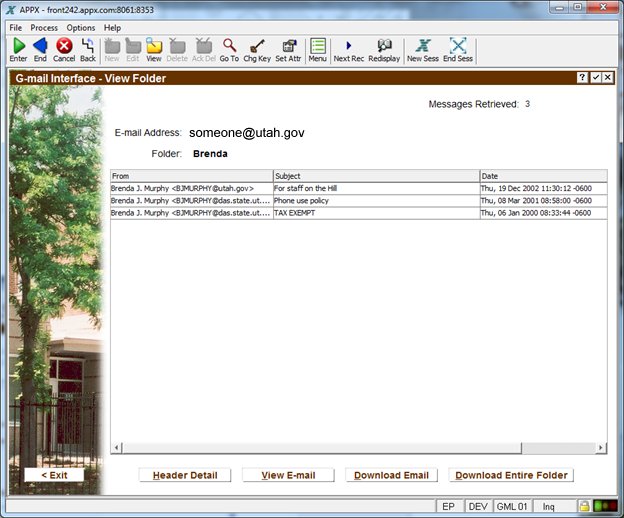 APPX - front242.appx.com:8061:8353
File Process Options Help
Enter End Cancel Back New Edit View Delete Ack Del Go To Chg Key Set Attr Menu Next Rec Redisplay New Sess End Sess
G-mail Interface - View Folder
Messages Retrieved: 3
E-mail Address: someone@utah.gov
Folder: Brenda
From Subject Date
Brenda J. Murphy <BJMURPHY@utah.gov> For staff on the Hill Thu, 19 Dec 2002 11:30:12 -0600
Brenda J. Murphy <BJMURPHY@das.state.ut.... Phone use policy Thu, 08 Mar 2001 08:58:00 -0600
Brenda J. Murphy <BJMURPHY@das.state.ut.... TAX EXEMPT Thu, 06 Jan 2000 08:33:44 -0600
< Exit Header Detail View E-mail Download Email Download Entire Folder
EP DEV GML 01 Inq